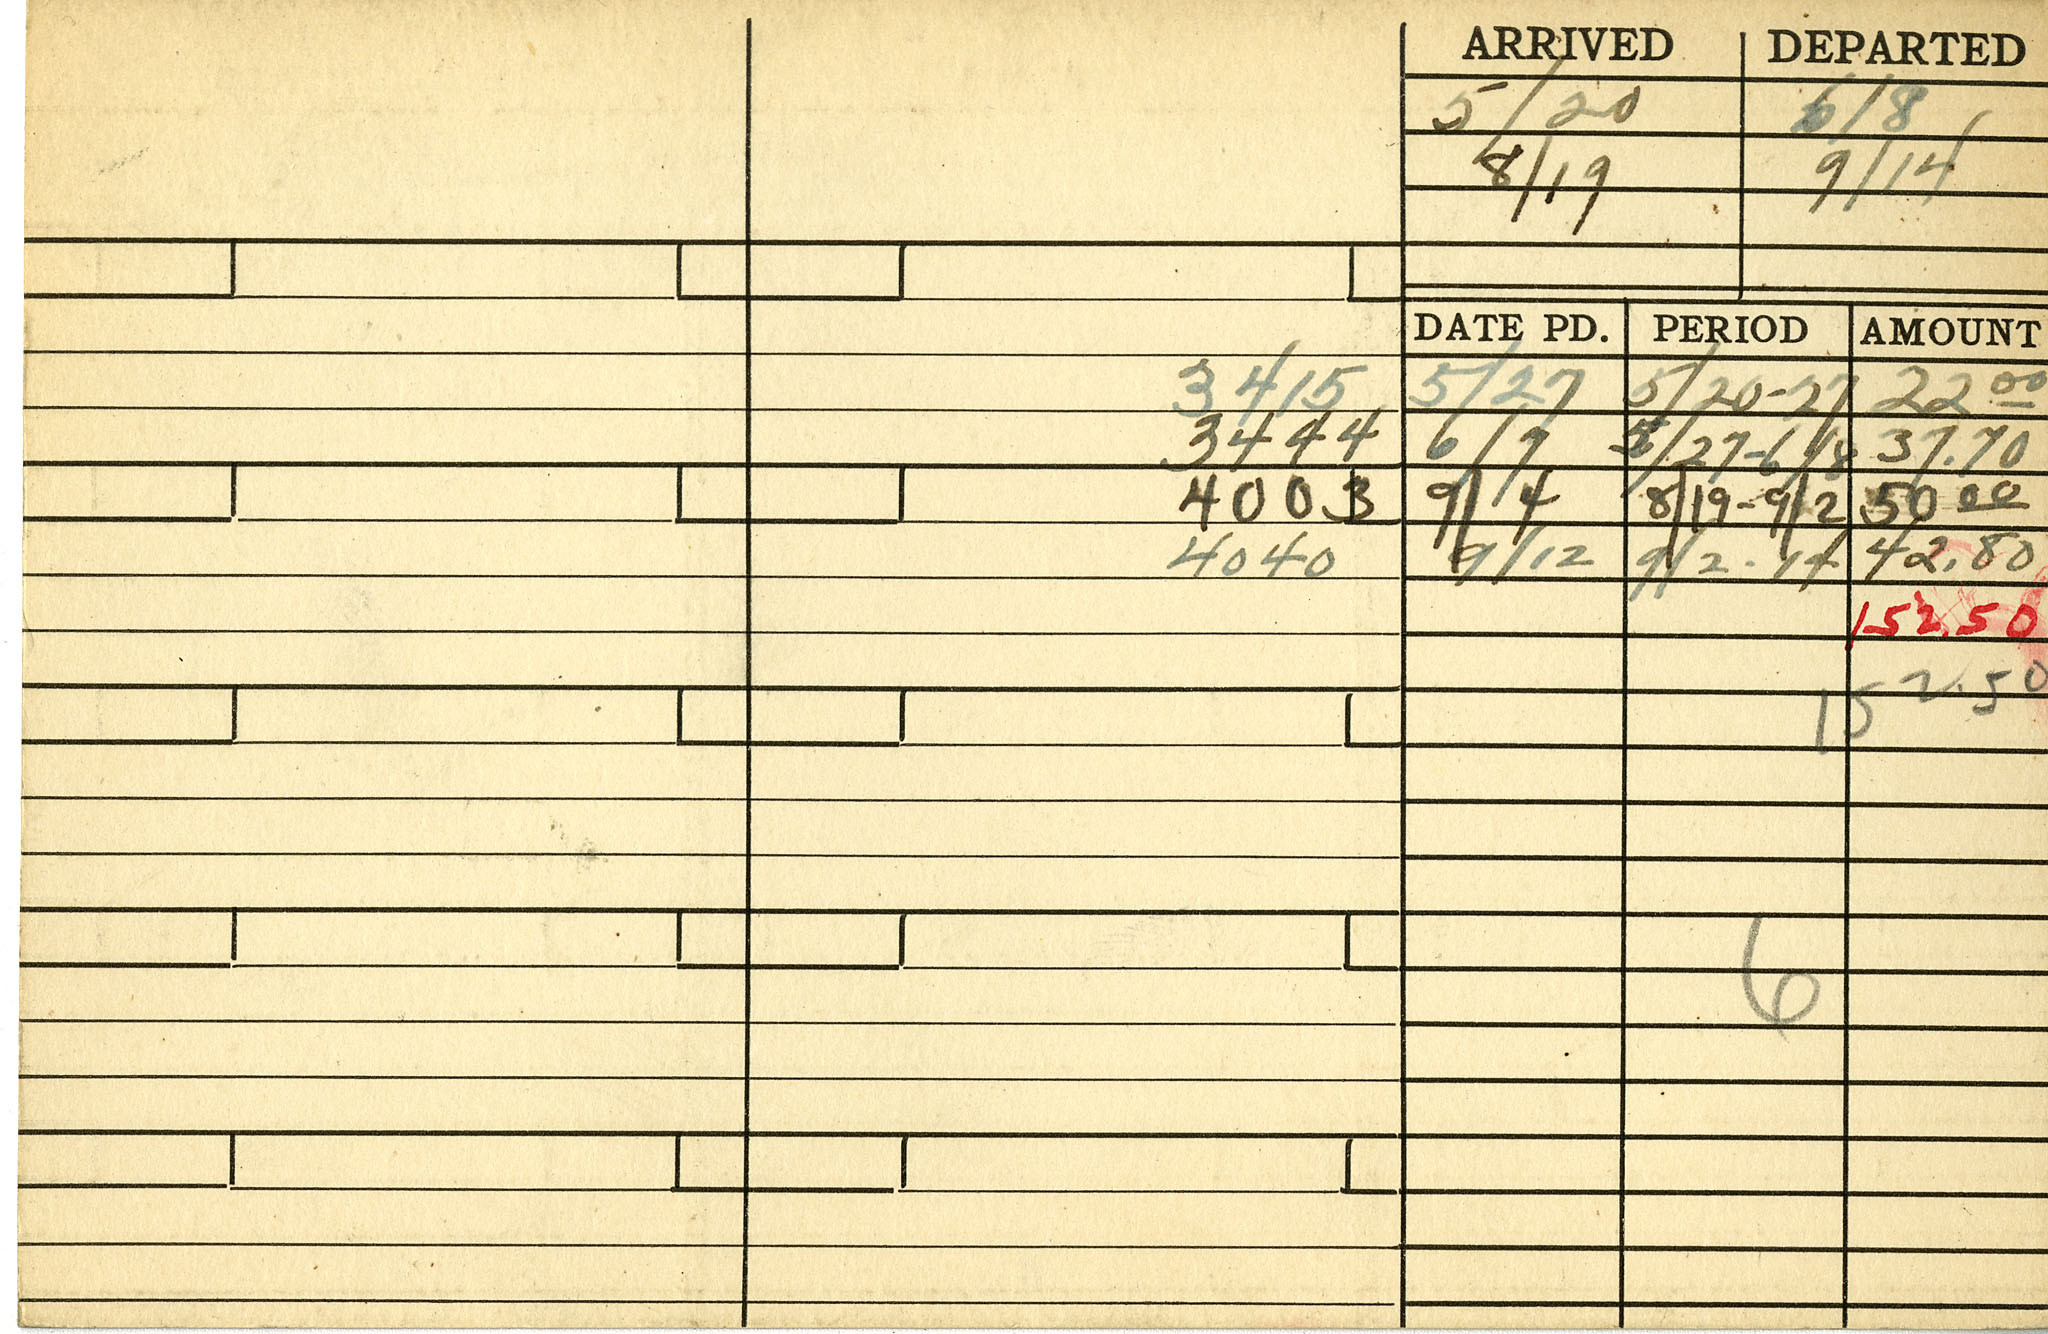 ARRIVED DEPARTED
5/20 6/8
8/19 9/14
DATE PD. PERIOD AMOUNT
3415 5/27 5/20-27 22 00
3444 6/9 5/27-6/8 37.70
4003 9/4 8/19-9/2 50 00
4040 9/12 9/2-14 42.80
152.50
152.50
6